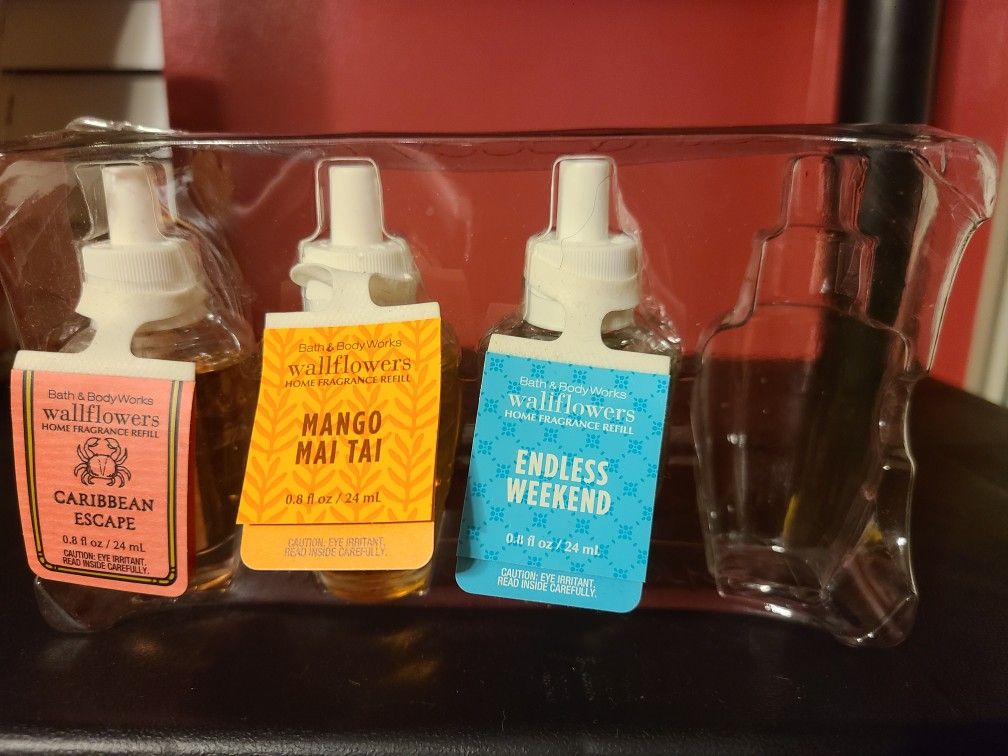 Bath & Body Works
wallflowers
HOME FRAGRANCE REFILL
CARIBBEAN
ESCAPE
0.8 fl oz / 24 mL
CAUTION: EYE IRRITANT.
READ INSIDE CAREFULLY.
Bath & Body Works
wallflowers
HOME FRAGRANCE REFILL
MANGO
MAI TAI
0.8 fl oz / 24 mL
CAUTION: EYE IRRITANT.
READ INSIDE CAREFULLY.
Bath & Body Works
wallflowers
HOME FRAGRANCE REFILL
ENDLESS
WEEKEND
0.8 fl oz / 24 mL
CAUTION: EYE IRRITANT.
READ INSIDE CAREFULLY.